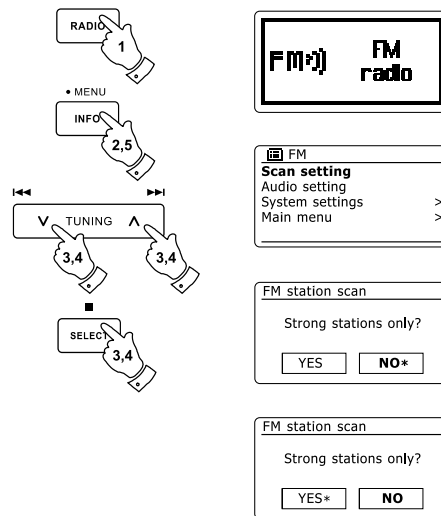 RADIO
1
• MENU
INFO
2,5
TUNING
3,4
3,4
SELECT
3,4
FM
FM
radio
FM
Scan setting
Audio setting
System settings >
Main menu >
FM station scan
Strong stations only?
YES NO*
FM station scan
Strong stations only?
YES* NO